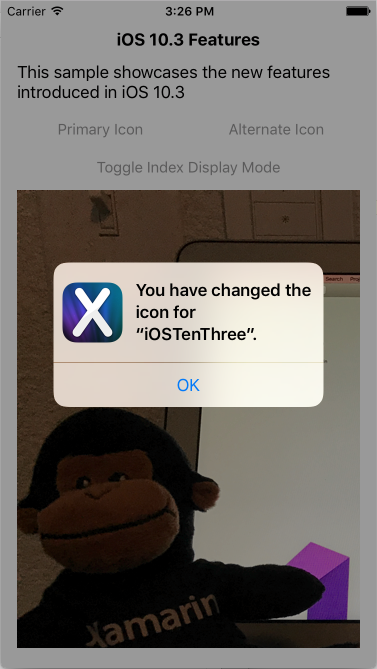 Carrier 3:26 PM
iOS 10.3 Features
This sample showcases the new features
introduced in iOS 10.3
Primary Icon Alternate Icon
Toggle Index Display Mode
Search
You have changed the
icon for
“iOSTenThree”.
OK
Xamarin